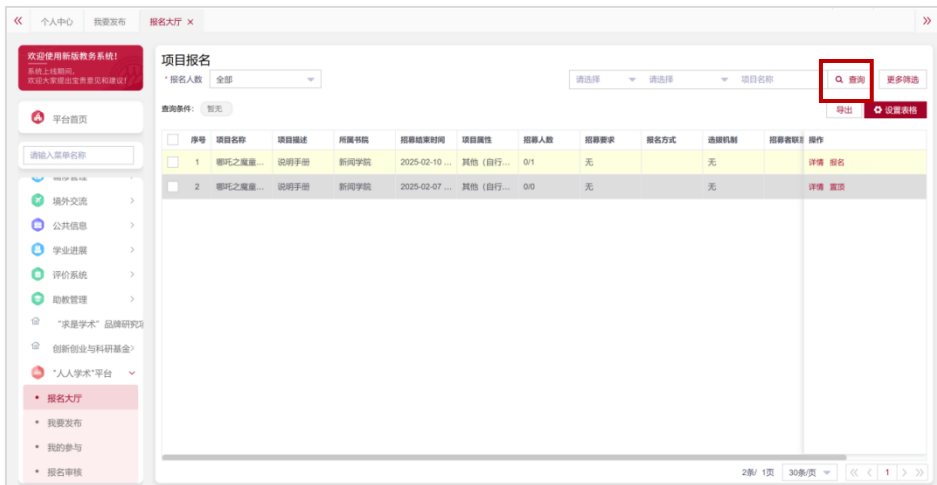 个人中心 我要发布 报名大厅 ×
欢迎使用新版教务系统！
系统上线期间，
欢迎大家提出宝贵意见和建议！
平台首页
请输入菜单名称
境外交流
公共信息
学业进展
评价系统
助教管理
“求是学术”品牌研究项
创新创业与科研基金
“人人学术”平台
报名大厅
我要发布
我的参与
报名审核
项目报名
* 报名人数 全部 请选择 请选择 项目名称 查询 更多筛选
查询条件： 暂无 导出 设置表格
序号 项目名称 项目描述 所属书院 招募结束时间 项目属性 招募人数 招募要求 报名方式 选拔机制 招募者联系 操作
1 哪吒之魔童... 说明手册 新闻学院 2025-02-10 ... 其他（自行... 0/1 无 无 详情 报名
2 哪吒之魔童... 说明手册 新闻学院 2025-02-07 ... 其他（自行... 0/0 无 无 详情 置顶
2条/ 1页 30条/页 1